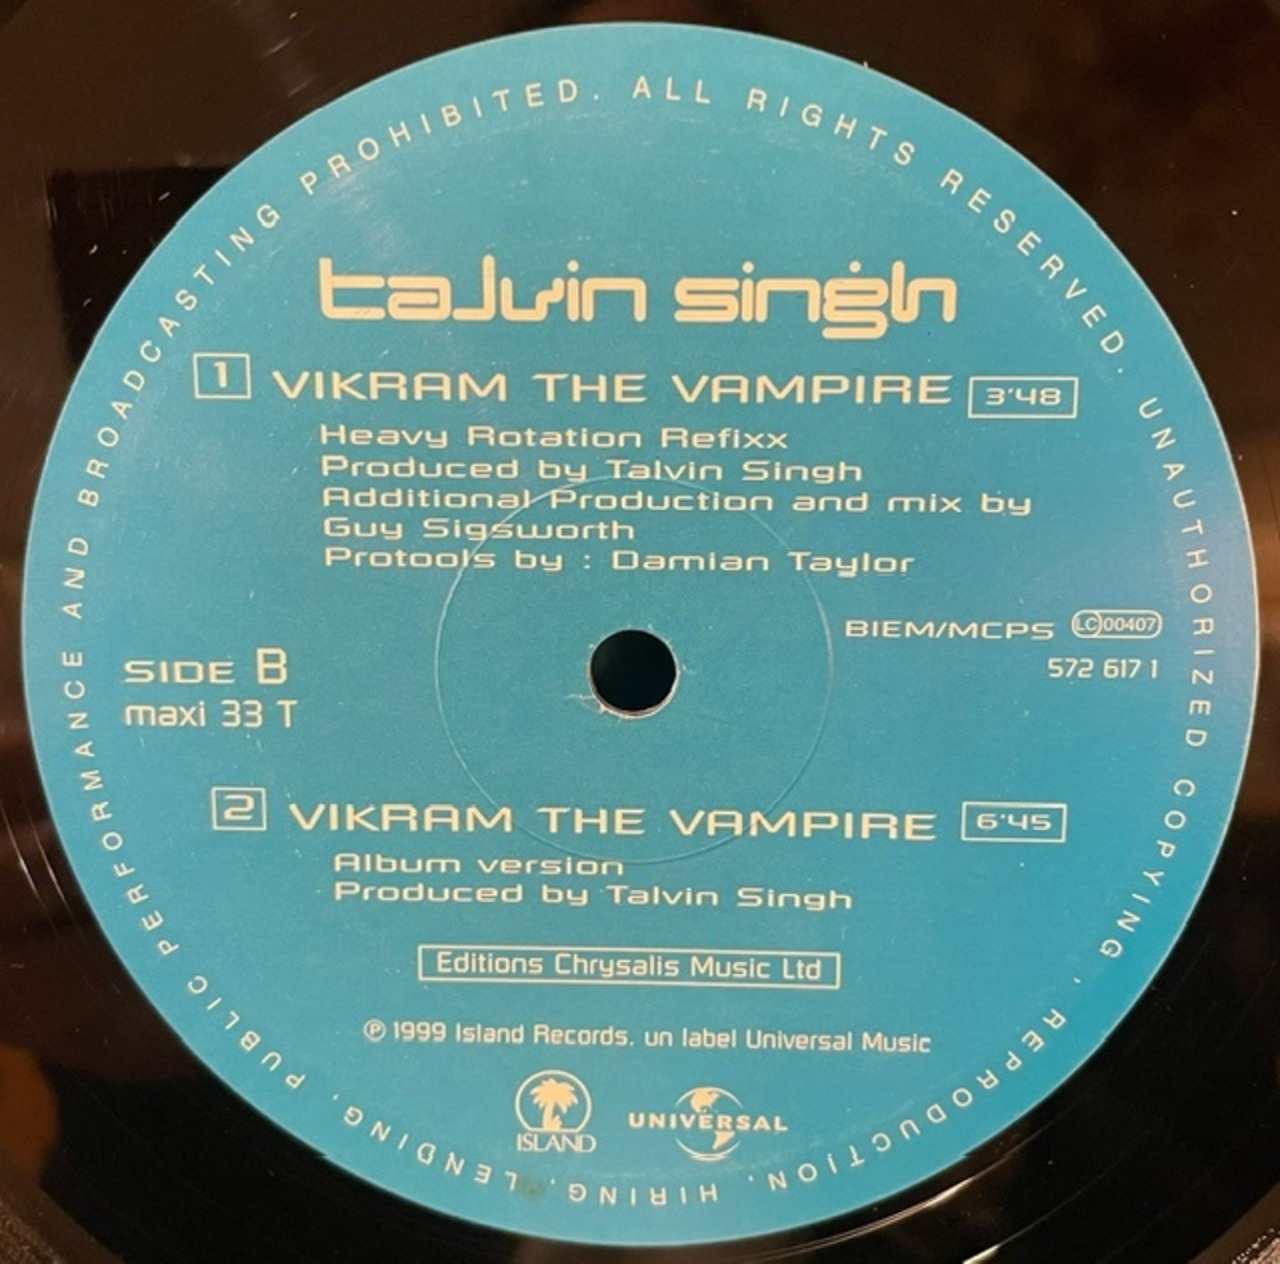 ALL RIGHTS RESERVED. UNAUTHORIZED COPYING, REPRODUCTION, HIRING, LENDING, PUBLIC PERFORMANCE AND BROADCASTING PROHIBITED.
talvin singh
1 VIKRAM THE VAMPIRE 3'48
Heavy Rotation Refixx
Produced by Talvin Singh
Additional Production and mix by
Guy Sigsworth
Protools by : Damian Taylor
BIEM/MCPS LC 00407
572 617 1
SIDE B
maxi 33 T
2 VIKRAM THE VAMPIRE 6'45
Album version
Produced by Talvin Singh
Editions Chrysalis Music Ltd
℗ 1999 Island Records. un label Universal Music
ISLAND
UNIVERSAL